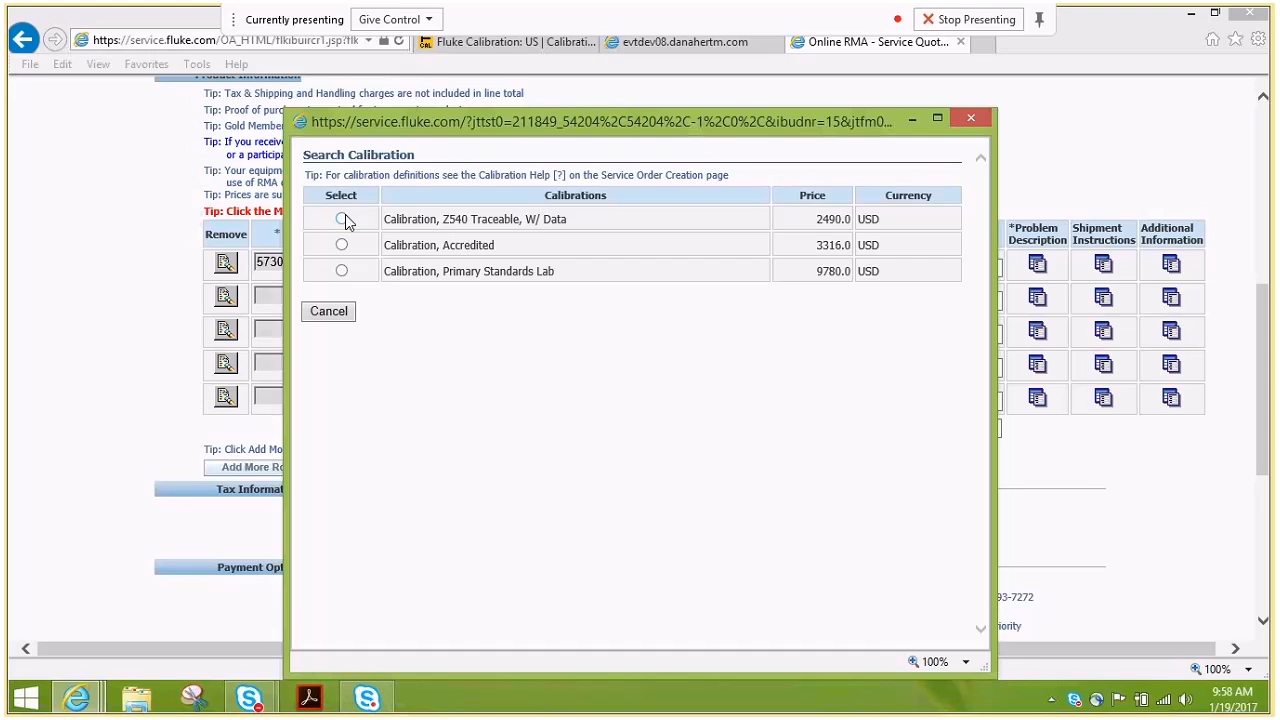 Currently presenting
Give Control
Stop Presenting
https://service.fluke.com/OA_HTML/flkiburcr1.jsp?flk
Fluke Calibration: US | Calibrati...
evtdev08.danahertm.com
Online RMA - Service Quot...
File Edit View Favorites Tools Help
Product Information
Tip: Tax & Shipping and Handling charges are not included in line total
Tip: Proof of purc
Tip: Gold Membe
Tip: If you receiv
or a participa
Tip: Your equipm
use of RMA
Tip: Prices are su
Tip: Click the M
https://service.fluke.com/?jttst0=211849_54204%2C54204%2C-1%2C0%2C&ibudnr=15&jtfm0...
Search Calibration
Tip: For calibration definitions see the Calibration Help [?] on the Service Order Creation page
Select Calibrations Price Currency
Calibration, Z540 Traceable, W/ Data 2490.0 USD
Calibration, Accredited 3316.0 USD
Calibration, Primary Standards Lab 9780.0 USD
Cancel
Remove *
5730
*Problem Description
Shipment Instructions
Additional Information
Tip: Click Add Mo
Add More Ro
Tax Informat
Payment Opt
93-7272
iority
100%
100%
9:58 AM
1/19/2017